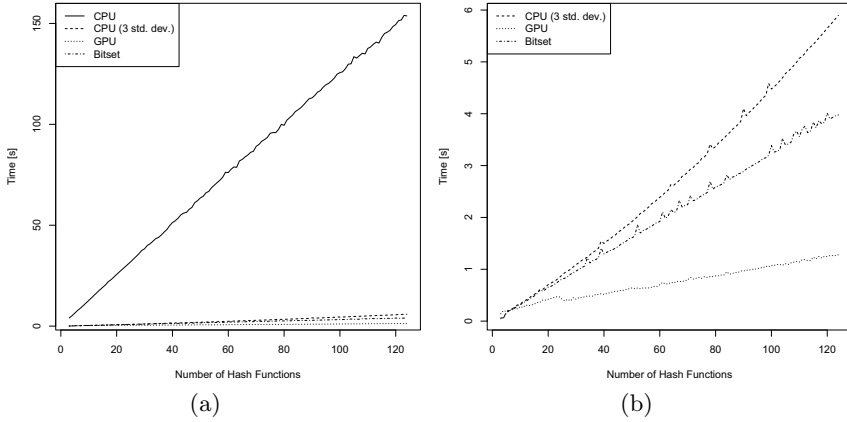 CPU
CPU (3 std. dev.)
GPU
Bitset
Time [s]
0
50
100
150
0
20
40
60
80
100
120
Number of Hash Functions
(a)
CPU (3 std. dev.)
GPU
Bitset
Time [s]
0
1
2
3
4
5
6
0
20
40
60
80
100
120
Number of Hash Functions
(b)